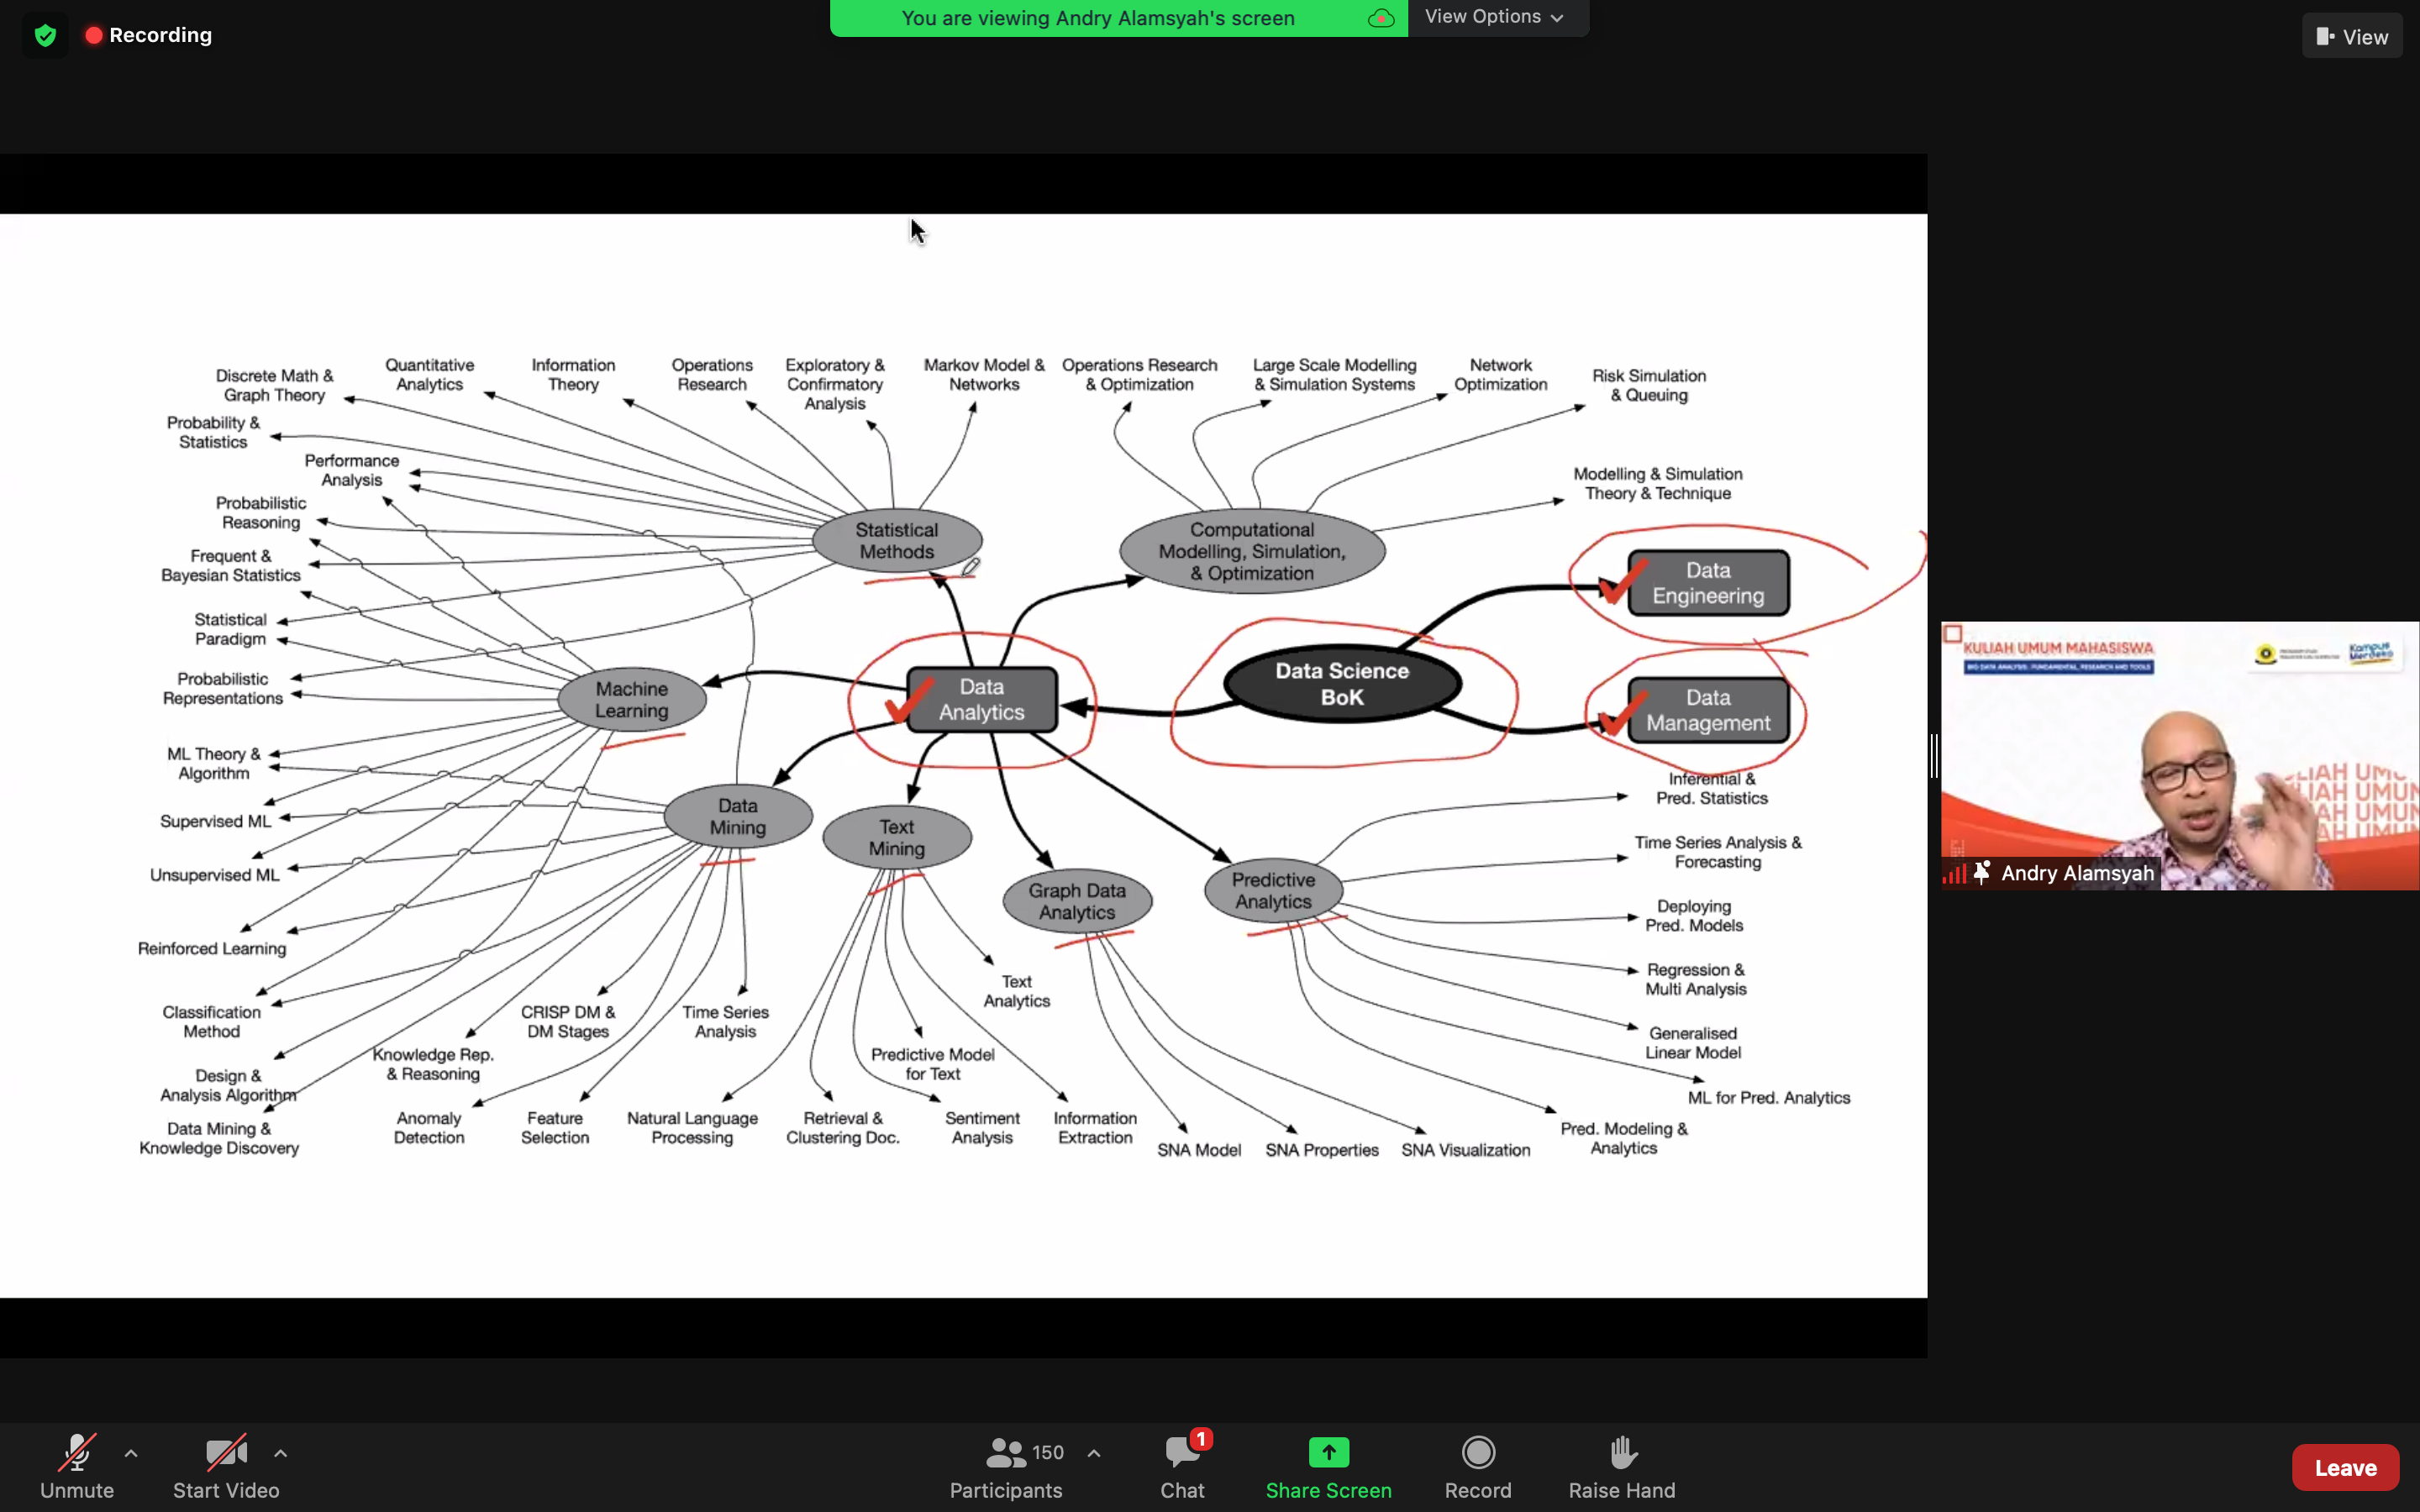 Recording
You are viewing Andry Alamsyah's screen
View Options
View
Discrete Math &
Graph Theory
Quantitative
Analytics
Information
Theory
Operations
Research
Exploratory &
Confirmatory
Analysis
Markov Model &
Networks
Operations Research
& Optimization
Large Scale Modelling
& Simulation Systems
Network
Optimization
Risk Simulation
& Queuing
Probability &
Statistics
Performance
Analysis
Modelling & Simulation
Theory & Technique
Probabilistic
Reasoning
Statistical
Methods
Computational
Modelling, Simulation,
& Optimization
Frequent &
Bayesian Statistics
Data
Engineering
Statistical
Paradigm
Probabilistic
Representations
Machine
Learning
Data
Analytics
Data Science
BoK
Data
Management
ML Theory &
Algorithm
Data
Mining
Text
Mining
Inferential &
Pred. Statistics
Supervised ML
Time Series Analysis &
Forecasting
Unsupervised ML
Graph Data
Analytics
Predictive
Analytics
Deploying
Pred. Models
Reinforced Learning
Text
Analytics
Regression &
Multi Analysis
Classification
Method
CRISP DM &
DM Stages
Time Series
Analysis
Generalised
Linear Model
Knowledge Rep.
& Reasoning
Predictive Model
for Text
Design &
Analysis Algorithm
ML for Pred. Analytics
Data Mining &
Knowledge Discovery
Anomaly
Detection
Feature
Selection
Natural Language
Processing
Retrieval &
Clustering Doc.
Sentiment
Analysis
Information
Extraction
SNA Model
SNA Properties
SNA Visualization
Pred. Modeling &
Analytics
KULIAH UMUM MAHASISWA
BIG DATA ANALYSIS: FUNDAMENTAL, RESEARCH AND TOOLS
Kampus
Merdeka
Andry Alamsyah
Unmute
Start Video
150
Participants
1
Chat
Share Screen
Record
Raise Hand
Leave